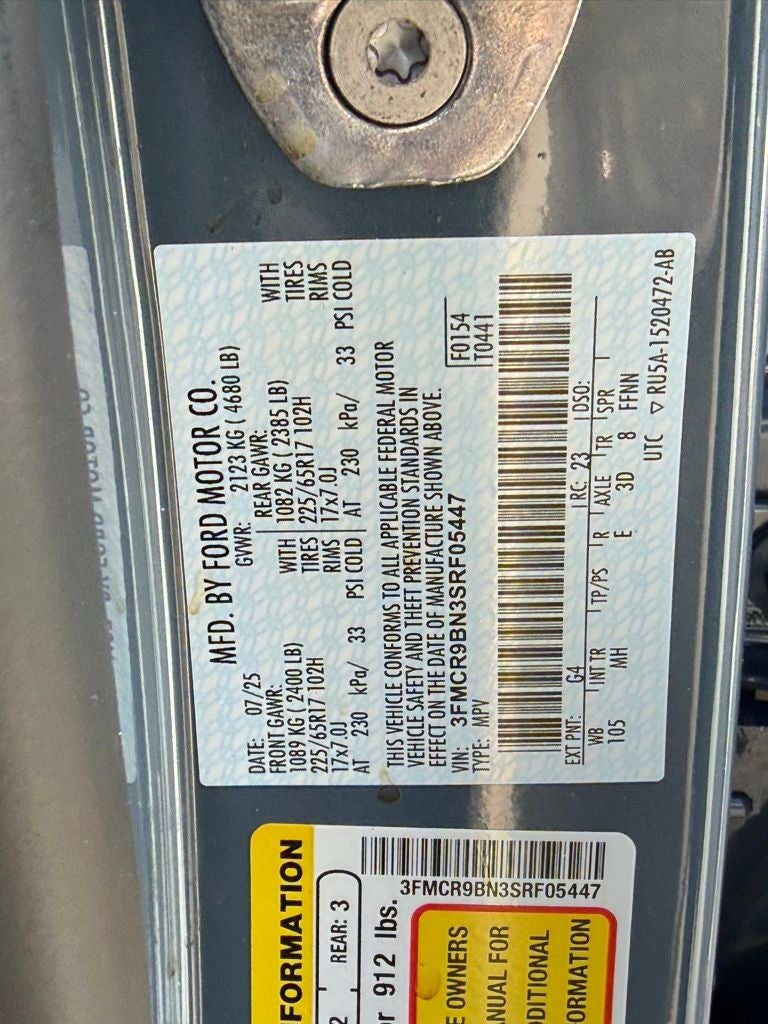 MFD. BY FORD MOTOR CO.
DATE: 07/25 GVWR: 2123 KG ( 4680 LB)
FRONT GAWR: REAR GAWR:
1089 KG ( 2400 LB) WITH 1082 KG ( 2385 LB) WITH
225/65R17 102H TIRES 225/65R17 102H TIRES
17x7.0J RIMS 17x7.0J RIMS
AT 230 kPa/ 33 PSI COLD AT 230 kPa/ 33 PSI COLD
THIS VEHICLE CONFORMS TO ALL APPLICABLE FEDERAL MOTOR
VEHICLE SAFETY AND THEFT PREVENTION STANDARDS IN
EFFECT ON THE DATE OF MANUFACTURE SHOWN ABOVE.
VIN: 3FMCR9BN3SRF05447 F0154
TYPE: MPV T0441
EXT PNT: G4 RC: 23 DSO:
WB INT TR TP/PS R AXLE TR SPR
105 MH E 3D 8 FFNN
UTC ▽ RU5A-1520472-AB
FORMATION
2 REAR: 3
or 912 lbs.
3FMCR9BN3SRF05447
E OWNERS
ANUAL FOR
DDITIONAL
ORMATION